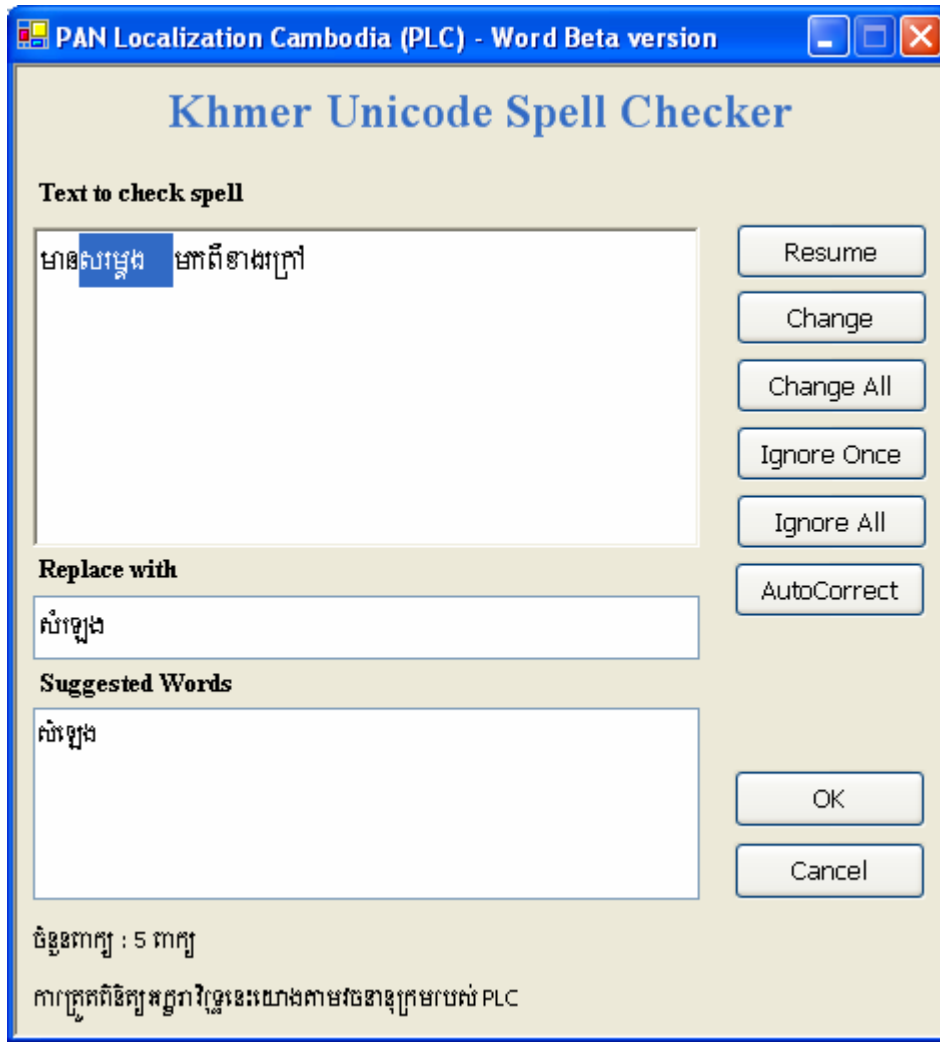 PAN Localization Cambodia (PLC) - Word Beta version
Khmer Unicode Spell Checker
Text to check spell
មានសរម្លេង មកពីខាងរក្រៅ
Resume
Change
Change All
Ignore Once
Ignore All
AutoCorrect
Replace with
សំឡេង
Suggested Words
សំឡេង
OK
Cancel
ចំនួនពាក្យ : 5 ពាក្យ
ការត្រួតពិនិត្យអក្ខរាវិរុទ្ធនេះយោងតាមវចនានុក្រមរបស់ PLC